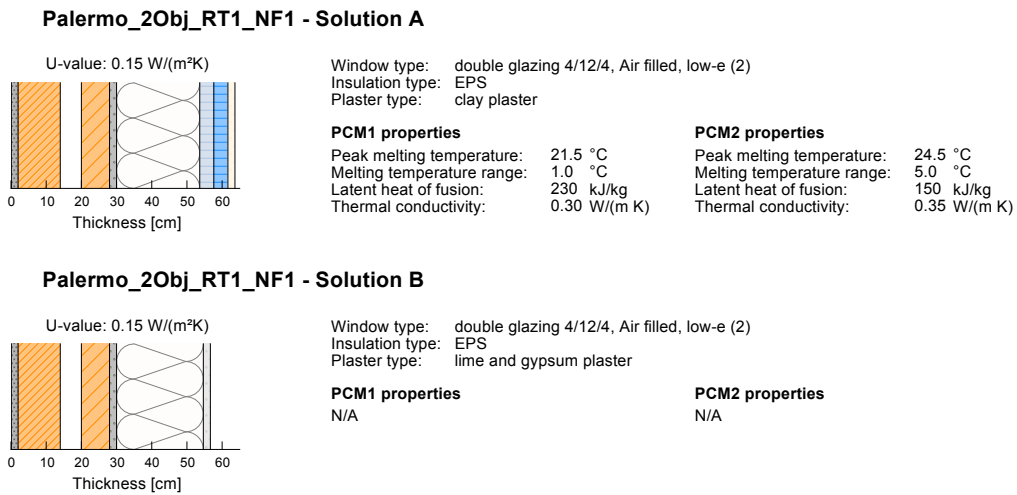 Palermo_2Obj_RT1_NF1 - Solution A
U-value: 0.15 W/(m²K)
0 10 20 30 40 50 60
Thickness [cm]
Window type: double glazing 4/12/4, Air filled, low-e (2)
Insulation type: EPS
Plaster type: clay plaster
PCM1 properties
Peak melting temperature: 21.5 °C
Melting temperature range: 1.0 °C
Latent heat of fusion: 230 kJ/kg
Thermal conductivity: 0.30 W/(m K)
PCM2 properties
Peak melting temperature: 24.5 °C
Melting temperature range: 5.0 °C
Latent heat of fusion: 150 kJ/kg
Thermal conductivity: 0.35 W/(m K)
Palermo_2Obj_RT1_NF1 - Solution B
U-value: 0.15 W/(m²K)
0 10 20 30 40 50 60
Thickness [cm]
Window type: double glazing 4/12/4, Air filled, low-e (2)
Insulation type: EPS
Plaster type: lime and gypsum plaster
PCM1 properties
N/A
PCM2 properties
N/A